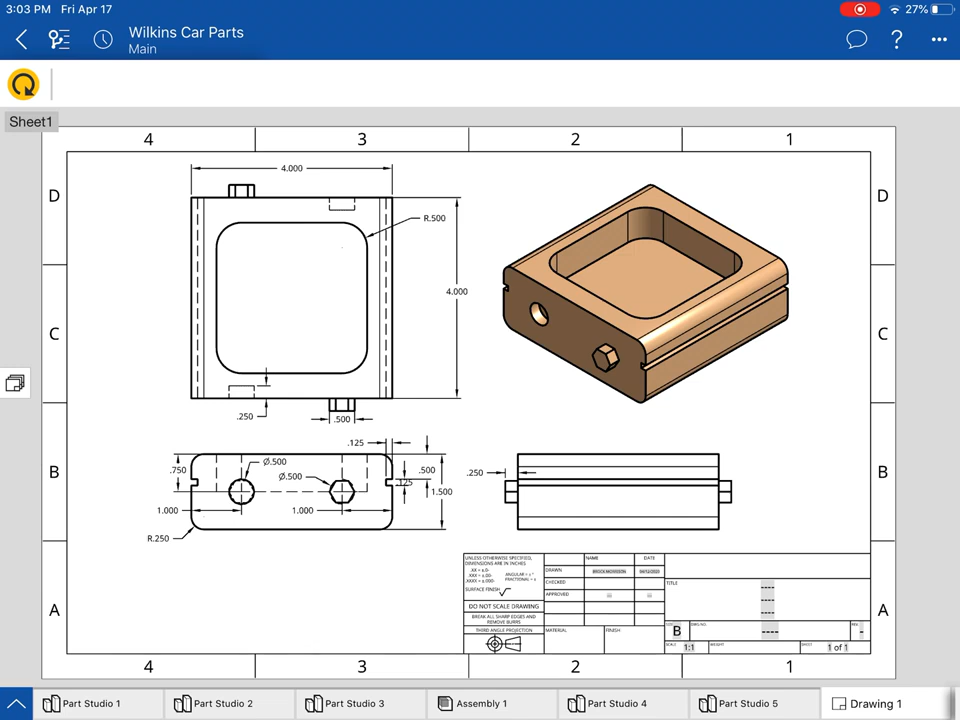 3:03 PM Fri Apr 17
27%
Wilkins Car Parts
Main
?
Sheet1
4 3 2 1
D D
4.000
R.500
4.000
C C
.250
.500
.125
.750
Ø.500
Ø.500
.500
.125
1.500
.250
B B
1.000
1.000
R.250
UNLESS OTHERWISE SPECIFIED,
DIMENSIONS ARE IN INCHES
SURFACE FINISH
DO NOT SCALE DRAWING
BREAK ALL SHARP EDGES AND
REMOVE BURRS
THIRD ANGLE PROJECTION
NAME DATE
DRAWN
CHECKED
APPROVED
MATERIAL FINISH
TITLE
----
----
----
SIZE DWG NO. REV
B ---- -
SCALE 1:1 WEIGHT SHEET 1 of 1
A A
4 3 2 1
Part Studio 1
Part Studio 2
Part Studio 3
Assembly 1
Part Studio 4
Part Studio 5
Drawing 1